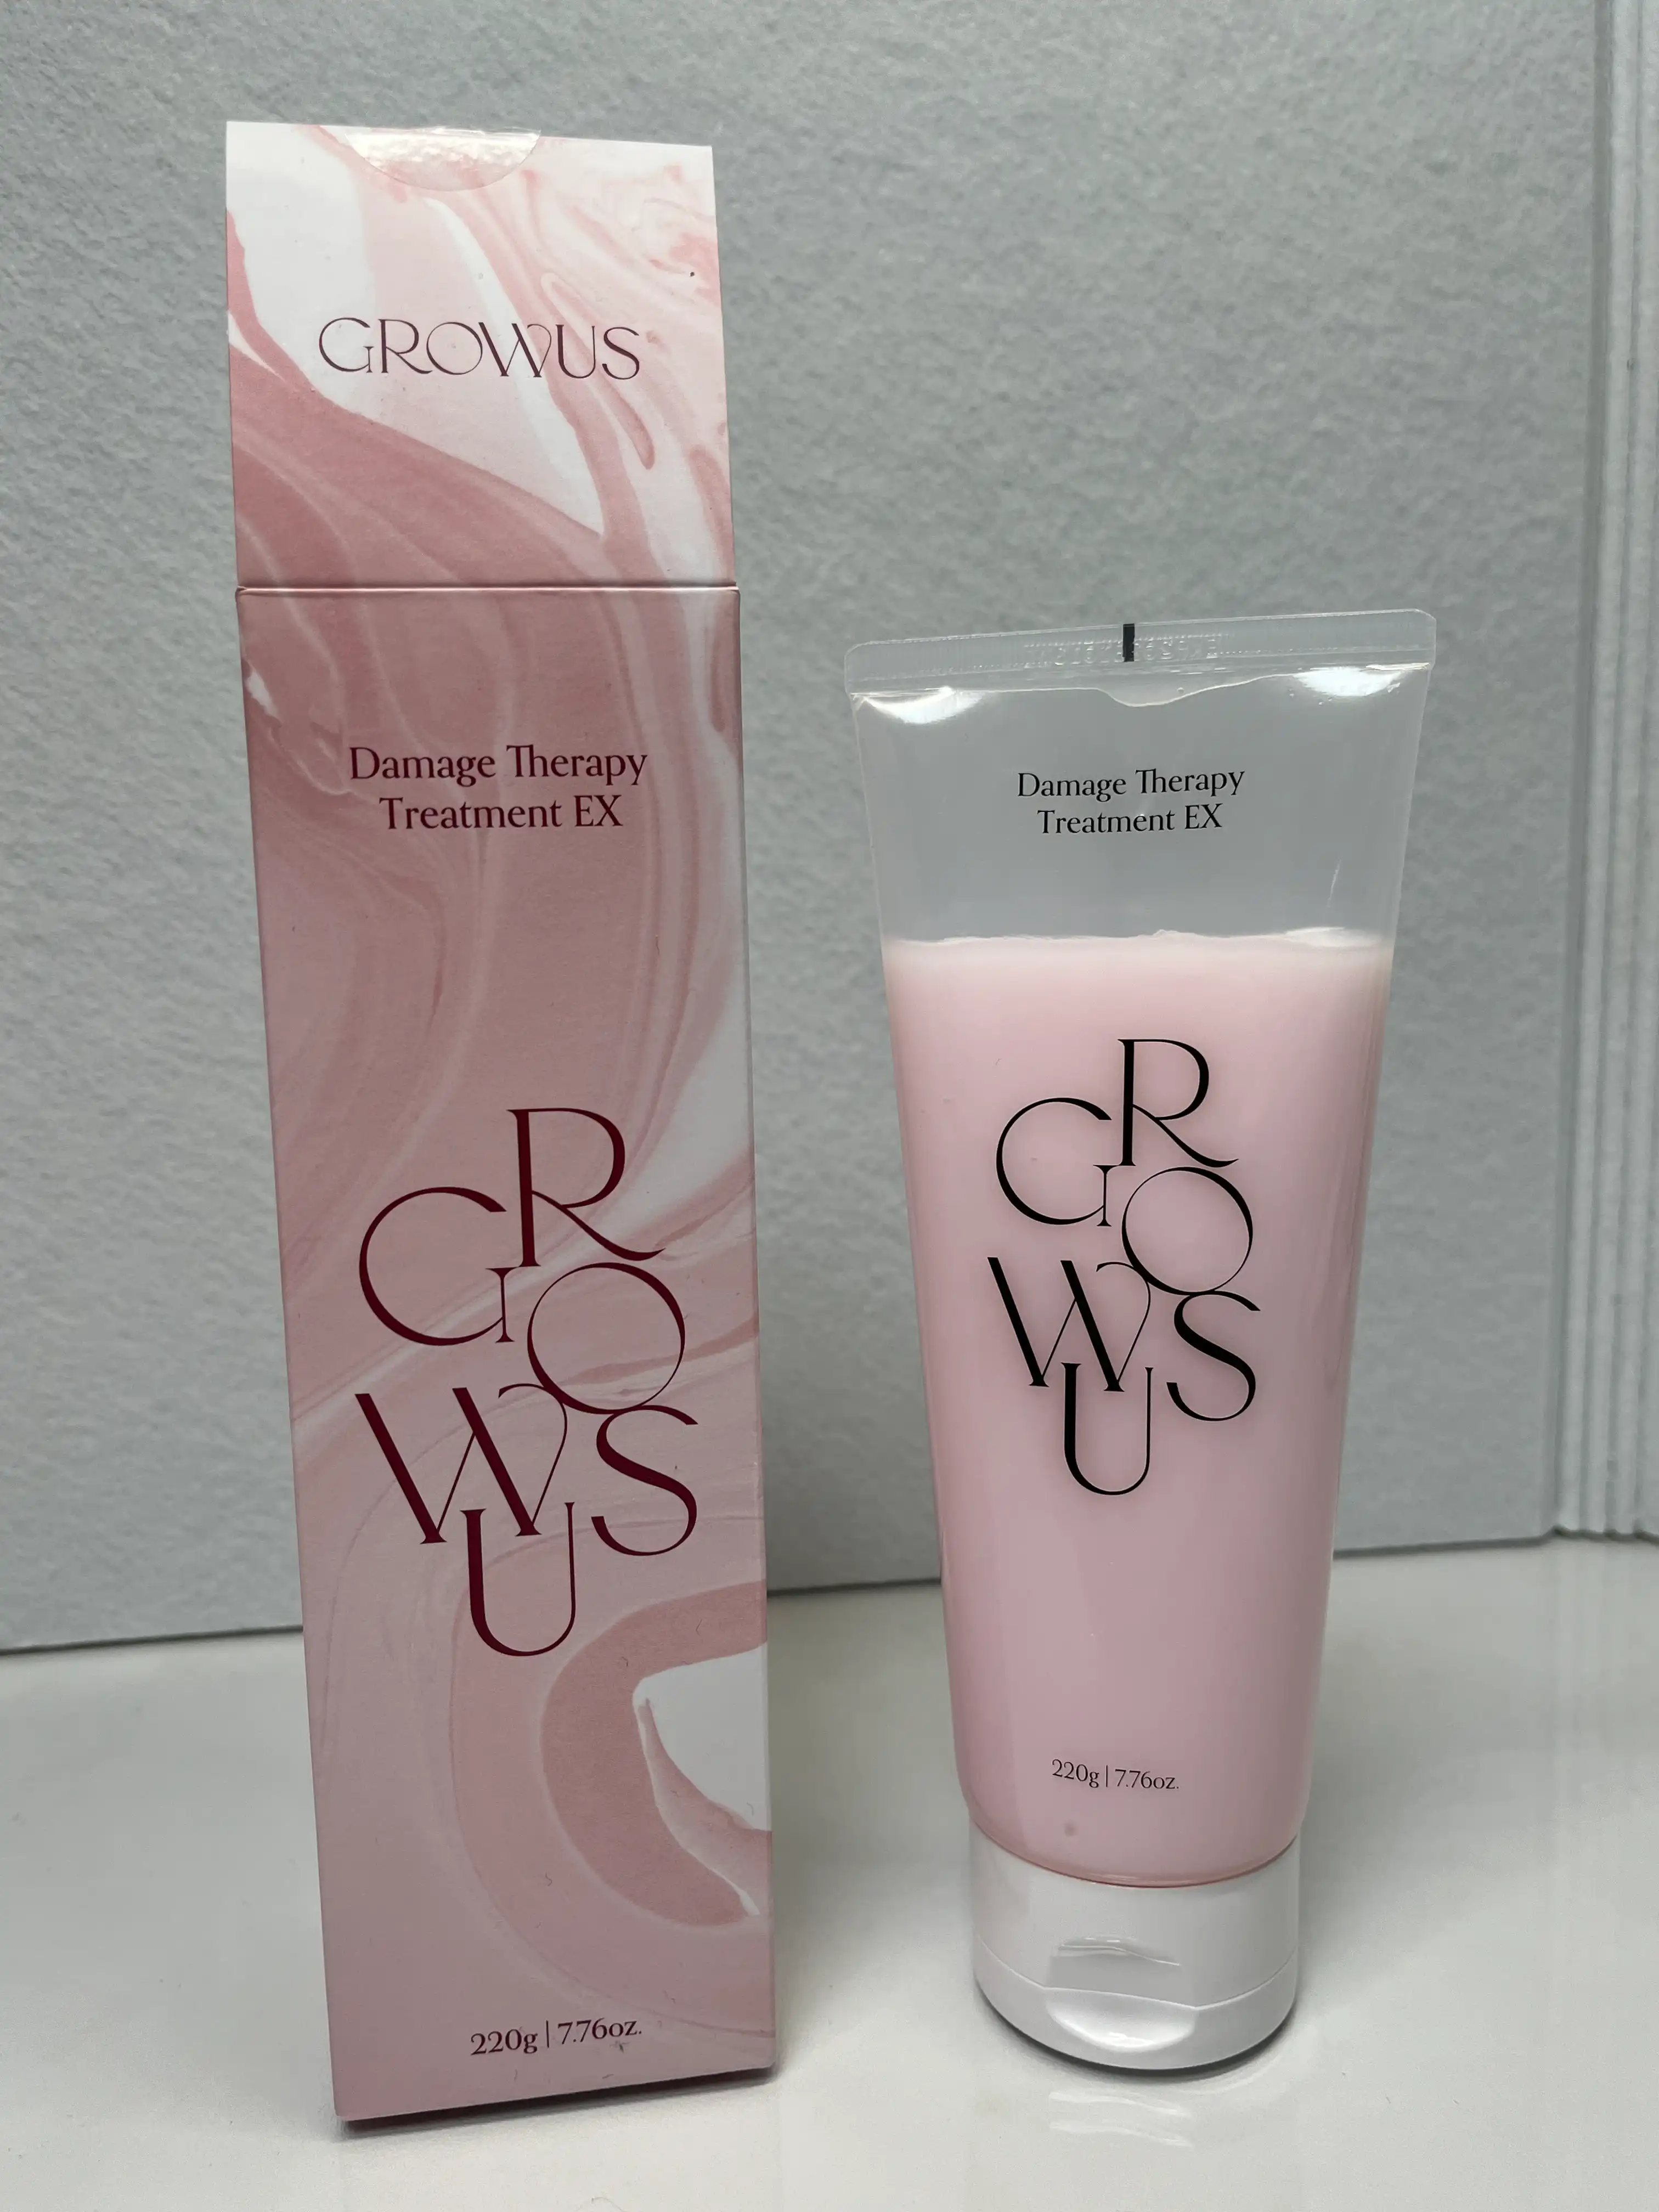 GROWUS
Damage Therapy
Treatment EX
GROWUS
220g | 7.76oz.
Damage Therapy
Treatment EX
GROWUS
220g | 7.76oz.